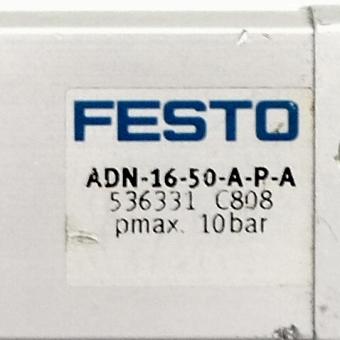 FESTO
ADN-16-50-A-P-A
536331 C808
pmax. 10bar